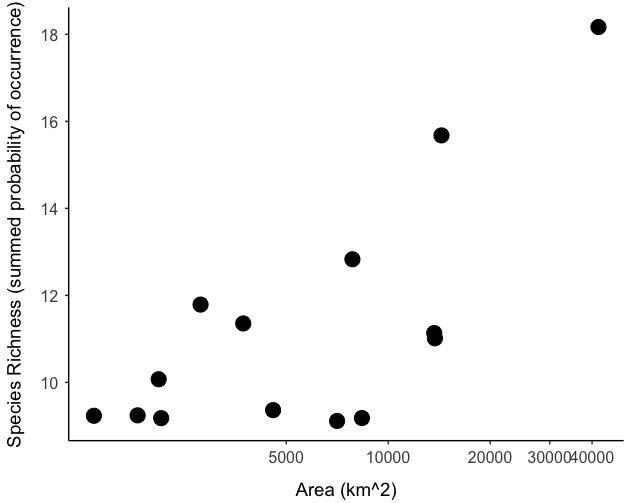 Species Richness (summed probability of occurrence)
18
16
14
12
10
5000 10000 20000 30000 40000
Area (km^2)